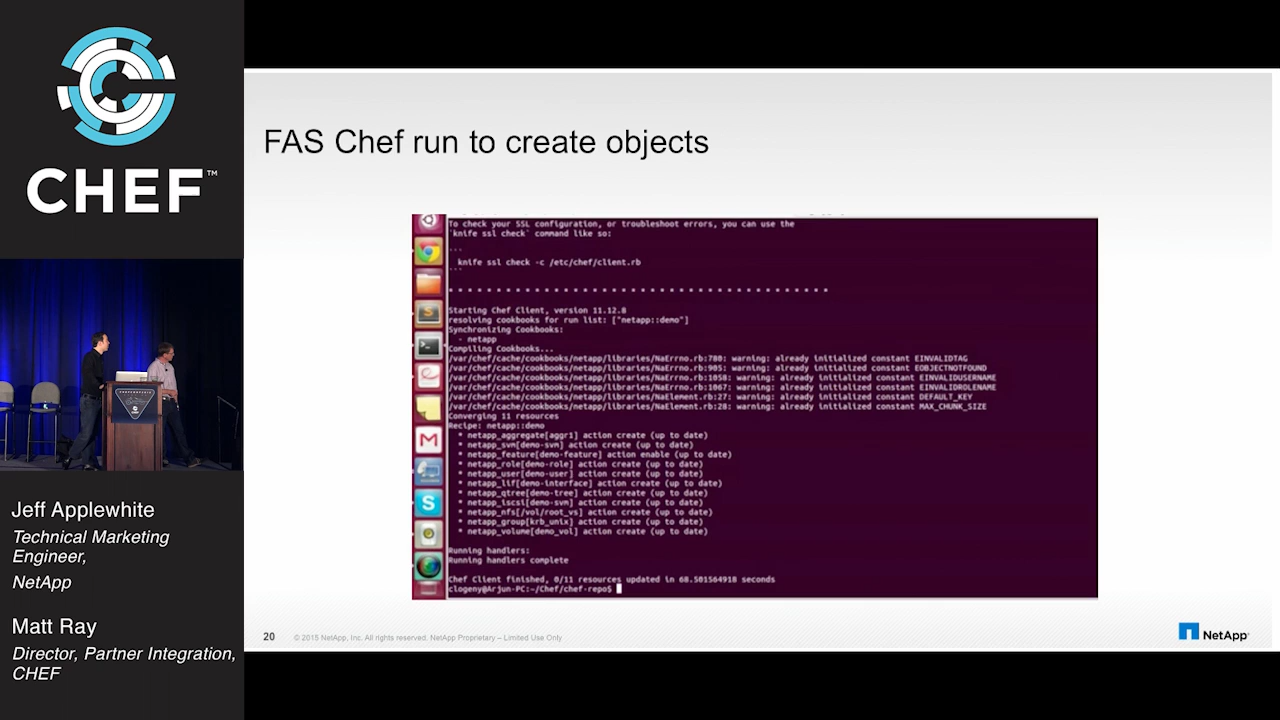 CHEF™
Jeff Applewhite
Technical Marketing
Engineer,
NetApp
Matt Ray
Director, Partner Integration,
CHEF
FAS Chef run to create objects
To check your SSL configuration, or troubleshoot errors, you can use the
`knife ssl check` command like so:
```
knife ssl check -c /etc/chef/client.rb
```
* * * * * * * * * * * * * * * * * * * * * * * * * * * * * * * * * * * *
Starting Chef Client, version 11.12.8
resolving cookbooks for run list: ["netapp::demo"]
Synchronizing Cookbooks:
- netapp
Compiling Cookbooks...
/var/chef/cache/cookbooks/netapp/libraries/NaErrno.rb:780: warning: already initialized constant EINVALIDTAG
/var/chef/cache/cookbooks/netapp/libraries/NaErrno.rb:905: warning: already initialized constant EOBJECTNOTFOUND
/var/chef/cache/cookbooks/netapp/libraries/NaErrno.rb:1058: warning: already initialized constant EINVALIDUSERNAME
/var/chef/cache/cookbooks/netapp/libraries/NaErrno.rb:1067: warning: already initialized constant EINVALIDROLENAME
/var/chef/cache/cookbooks/netapp/libraries/NaElement.rb:27: warning: already initialized constant DEFAULT_KEY
/var/chef/cache/cookbooks/netapp/libraries/NaElement.rb:28: warning: already initialized constant MAX_CHUNK_SIZE
Converging 11 resources
Recipe: netapp::demo
* netapp_aggregate[aggr1] action create (up to date)
* netapp_svm[demo-svm] action create (up to date)
* netapp_feature[demo-feature] action enable (up to date)
* netapp_role[demo-role] action create (up to date)
* netapp_user[demo-user] action create (up to date)
* netapp_lif[demo-interface] action create (up to date)
* netapp_qtree[demo-tree] action create (up to date)
* netapp_iscsi[demo-svm] action create (up to date)
* netapp_nfs[/vol/root_vs] action create (up to date)
* netapp_group[krb_unix] action create (up to date)
* netapp_volume[demo_vol] action create (up to date)
Running handlers:
Running handlers complete
Chef Client finished, 0/11 resources updated in 68.501564918 seconds
clogeny@Arjun-PC:~/Chef/chef-repo$
20 © 2015 NetApp, Inc. All rights reserved. NetApp Proprietary – Limited Use Only
NetApp